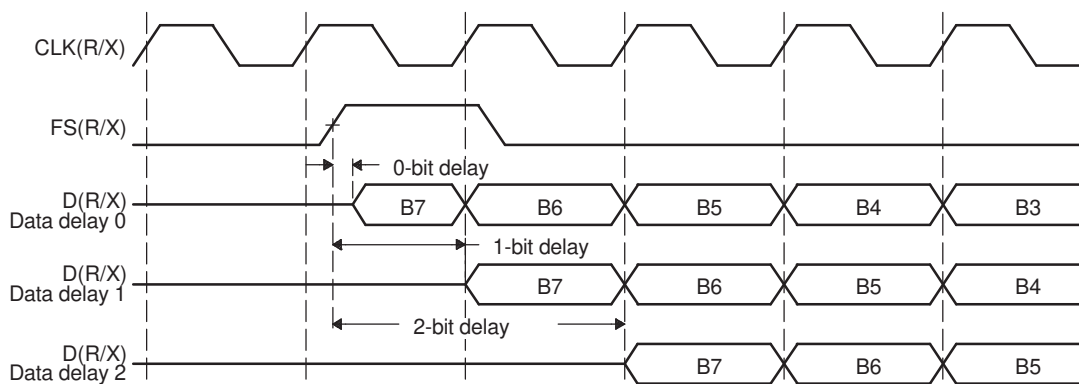 CLK(R/X)
FS(R/X)
0-bit delay
D(R/X)
Data delay 0
B7
B6
B5
B4
B3
1-bit delay
D(R/X)
Data delay 1
B7
B6
B5
B4
2-bit delay
D(R/X)
Data delay 2
B7
B6
B5